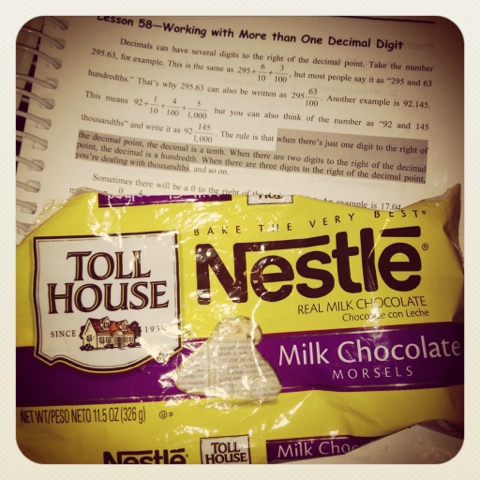 Lesson 58—Working with More than One Decimal Digit
Decimals can have several digits to the right of the decimal point. Take the number
295.63, for example. This is the same as 295 + 6/10 + 3/100, but most people say it as "295 and 63
hundredths." That's why 295.63 can also be written as 295 63/100. Another example is 92.145.
This means 92 + 1/10 + 4/100 + 5/1,000 but you can also think of the number as "92 and 145
thousandths" and write it as 92 145/1,000. The rule is that when there's just one digit to the right of
the decimal point, the decimal is a tenth. When there are two digits to the right of the decimal
point, the decimal is a hundredth. When there are three digits to the right of the decimal point,
you're dealing with thousandths, and so on.
Sometimes there will be a 0 to the right of the An example is 17.04
BAKE THE VERY BEST®
TOLL
HOUSE
SINCE 1939
Nestlé®
REAL MILK CHOCOLATE
Chocolate con Leche
Milk Chocolate
MORSELS
NET WT/PESO NETO 11.5 OZ (326 g)
Nestlé
TOLL
HOUSE
Milk Choc